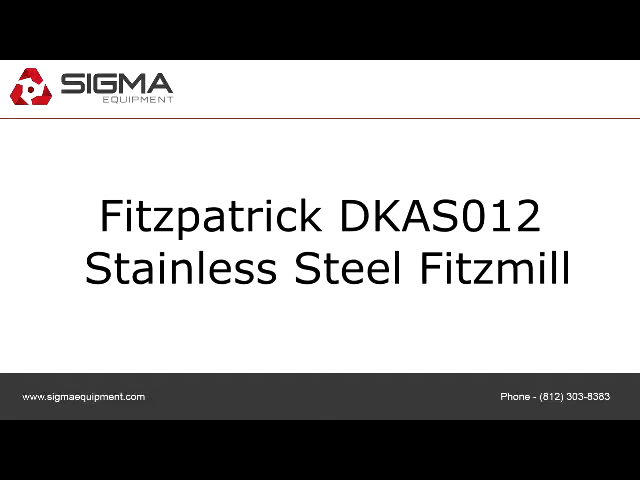 SIGMA
EQUIPMENT
Fitzpatrick DKAS012
Stainless Steel Fitzmill
www.sigmaequipment.com
Phone - (812) 303-8383